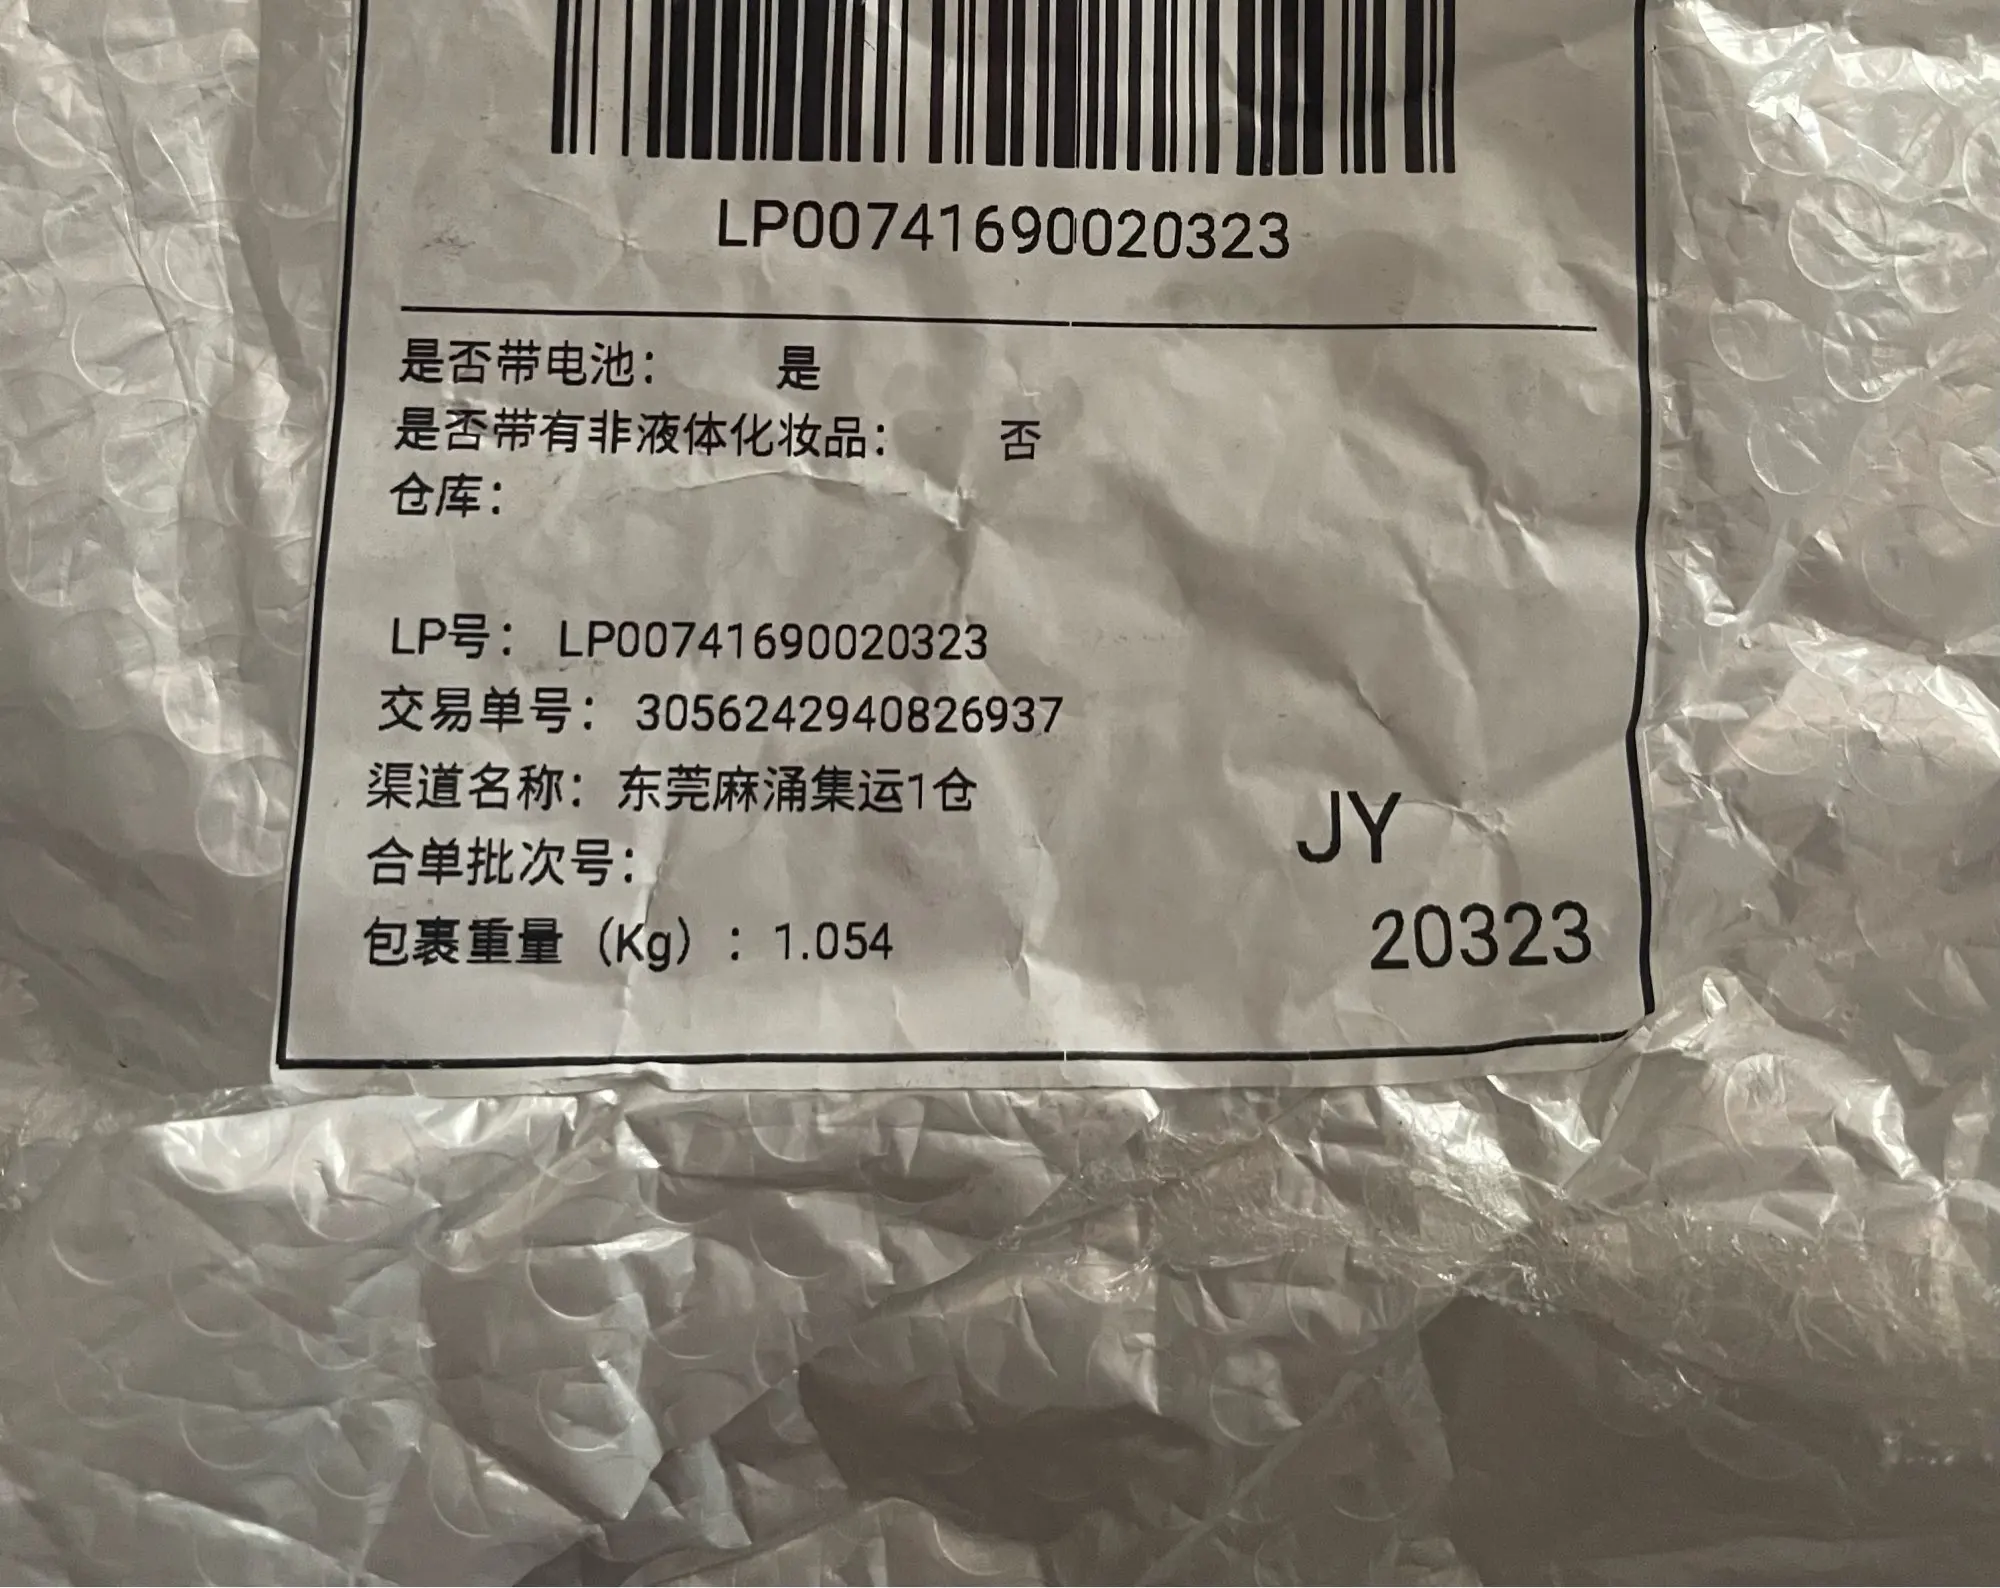 LP00741690020323
是否带电池： 是
是否带有非液体化妆品： 否
仓库：
LP号： LP00741690020323
交易单号： 3056242940826937
渠道名称： 东莞麻涌集运1仓
合单批次号：
包裹重量（Kg）：1.054
JY
20323